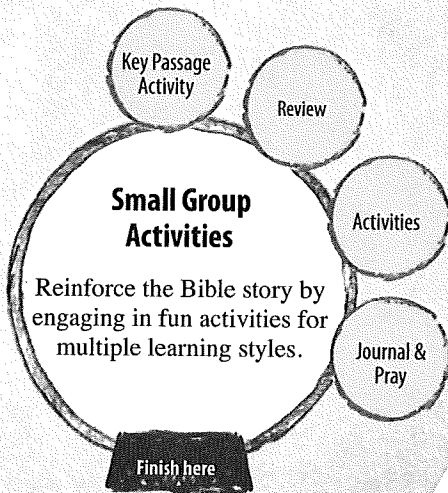 Key Passage
Activity
Review
Small Group
Activities
Activities
Reinforce the Bible story by
engaging in fun activities for
multiple learning styles.
Journal &
Pray
Finish here